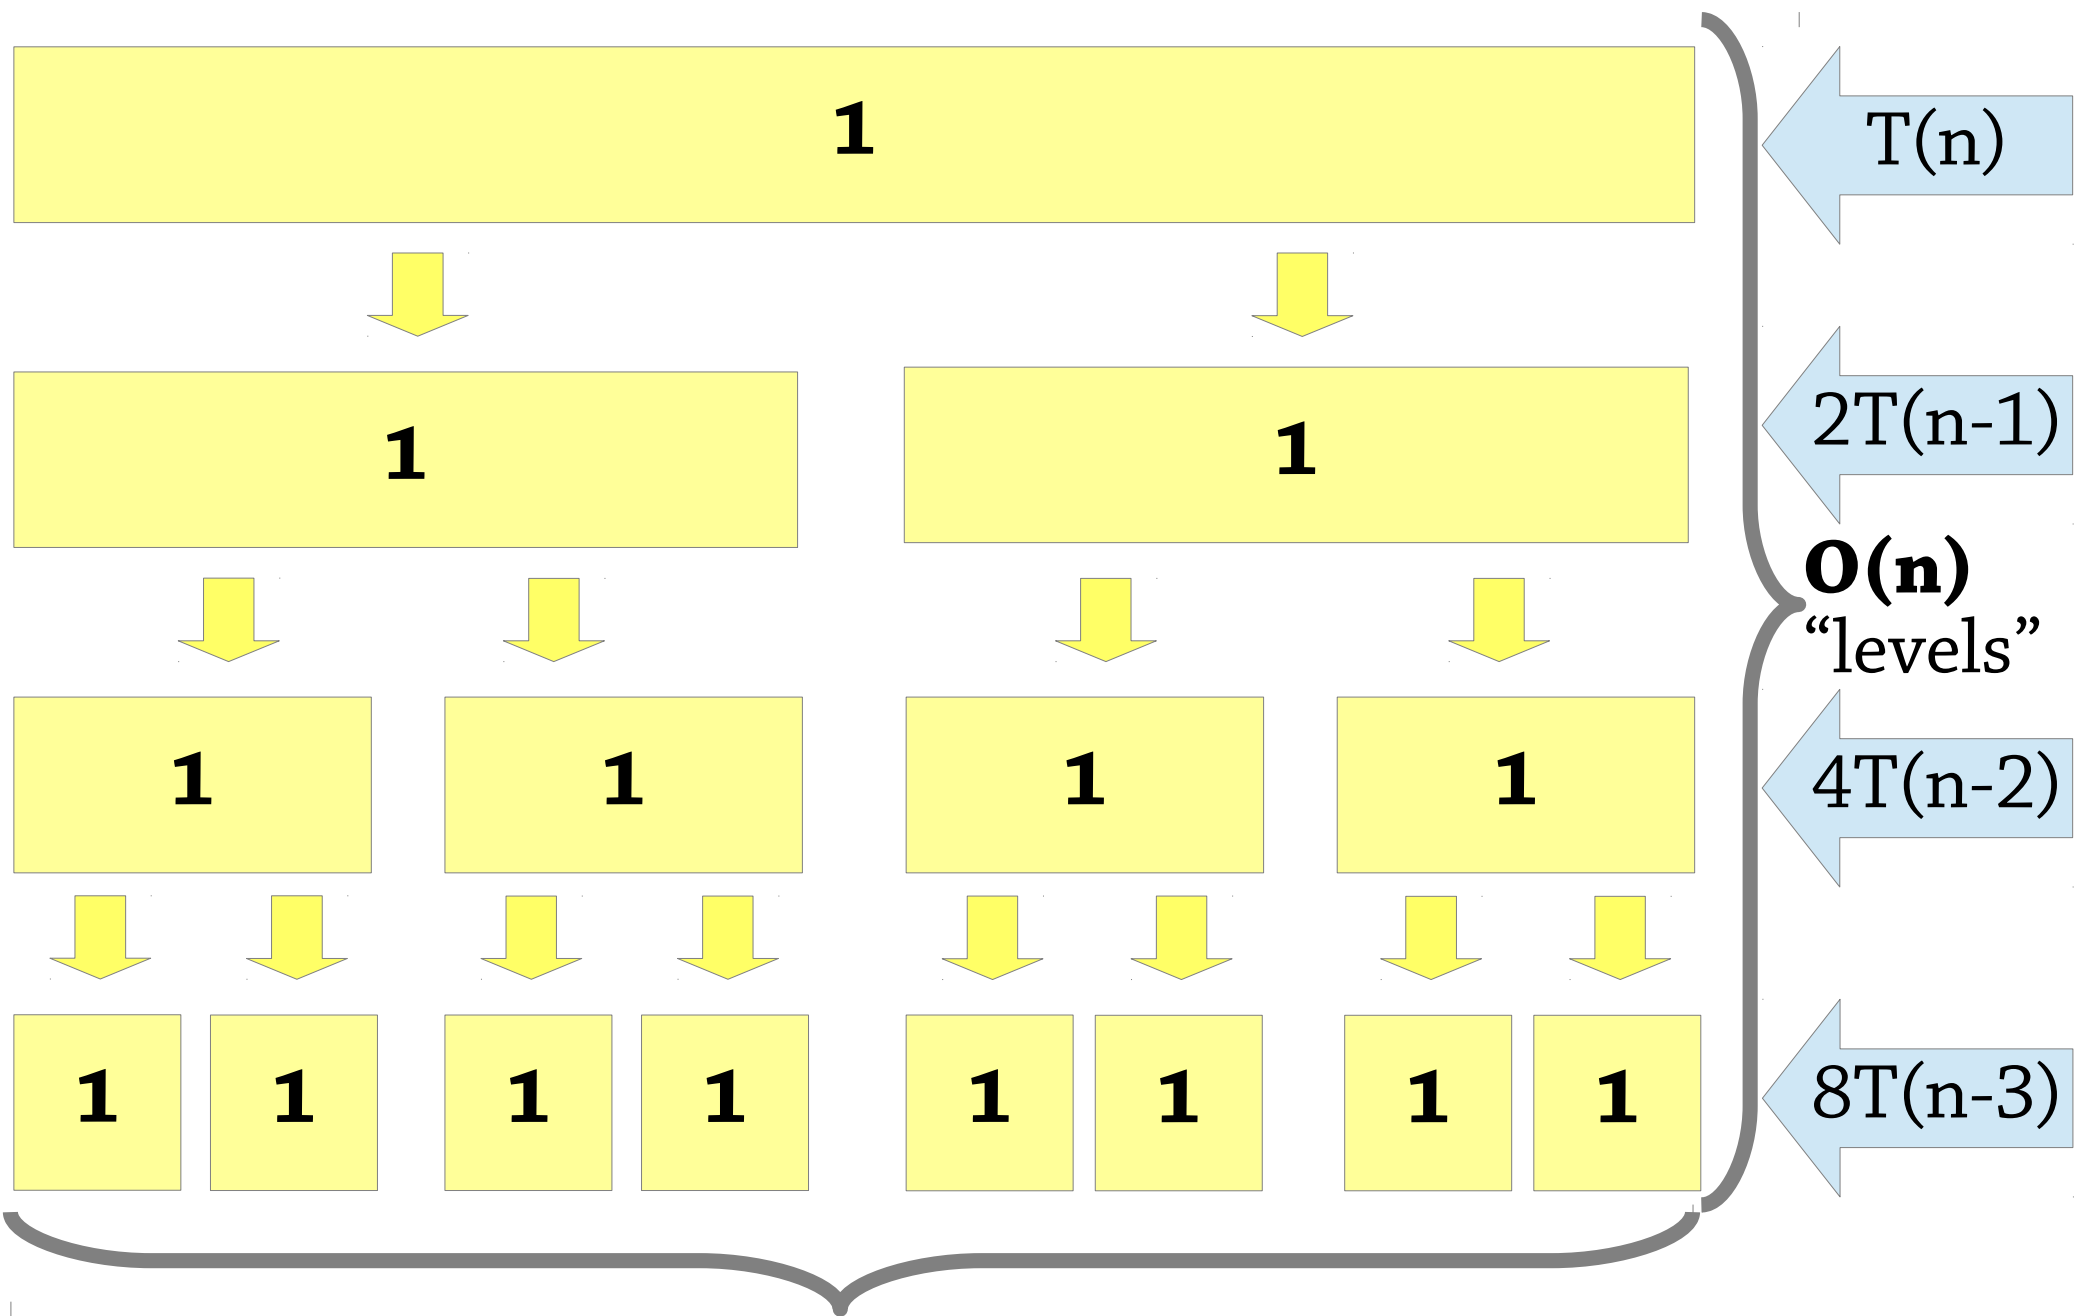 1
T(n)
1 1
2T(n-1)
O(n)
“levels”
1 1 1 1
4T(n-2)
1 1 1 1 1 1 1 1
8T(n-3)